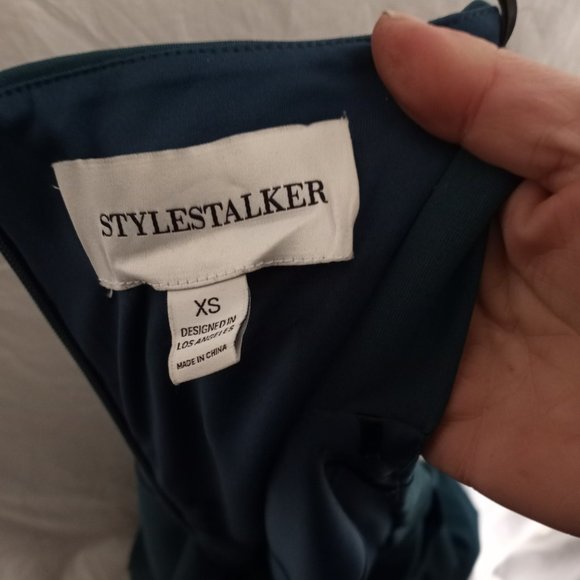 STYLESTALKER
XS
DESIGNED IN
LOS ANGELES
MADE IN CHINA